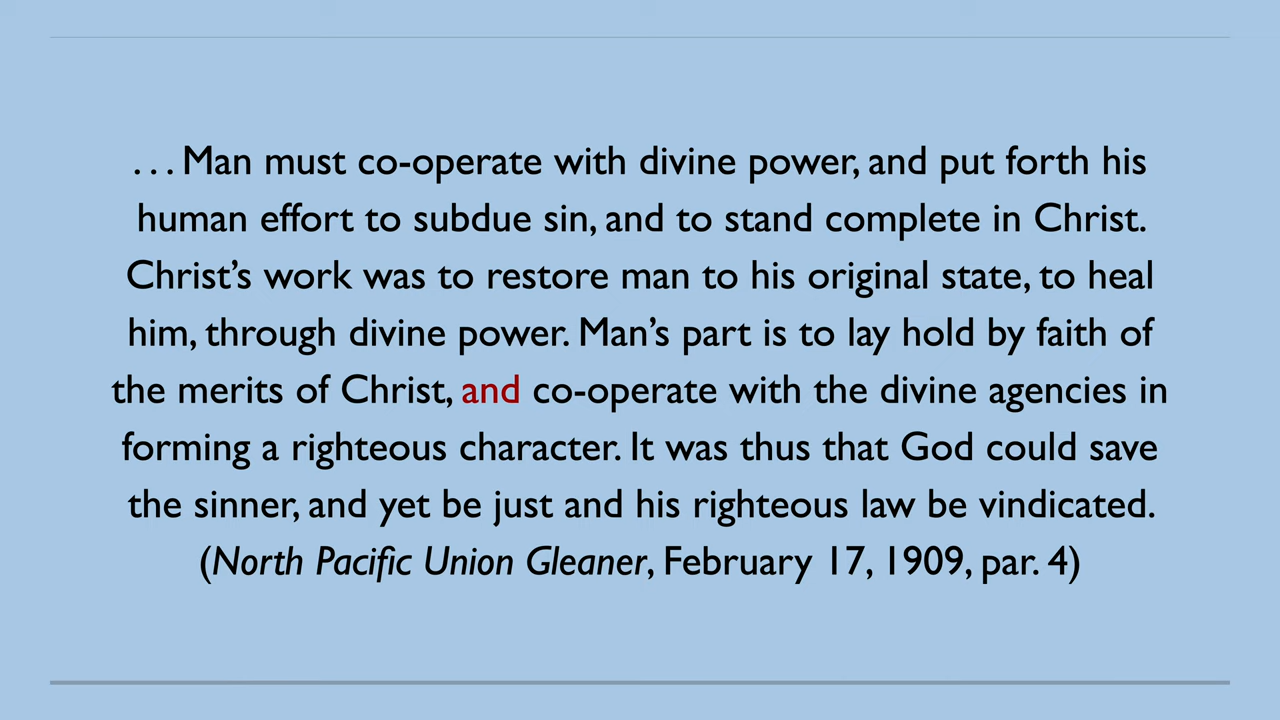 . . . Man must co-operate with divine power, and put forth his
human effort to subdue sin, and to stand complete in Christ.
Christ’s work was to restore man to his original state, to heal
him, through divine power. Man’s part is to lay hold by faith of
the merits of Christ, and co-operate with the divine agencies in
forming a righteous character. It was thus that God could save
the sinner, and yet be just and his righteous law be vindicated.
(North Pacific Union Gleaner, February 17, 1909, par. 4)